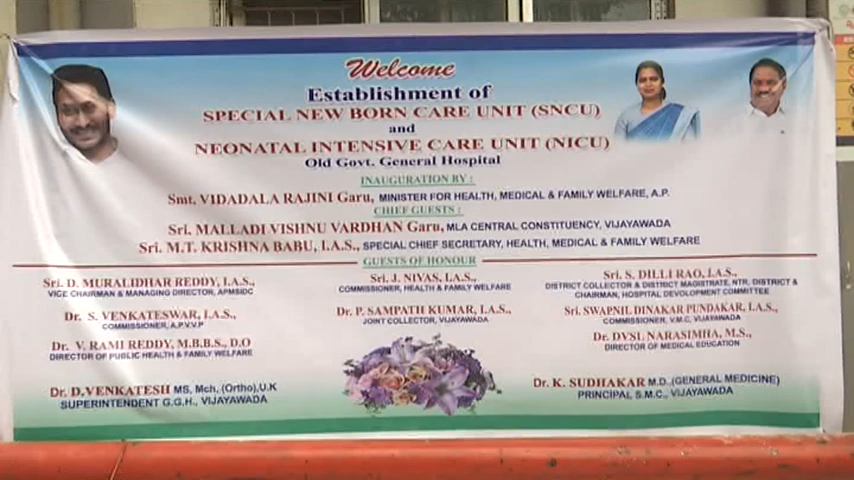 Welcome
Establishment of
SPECIAL NEW BORN CARE UNIT (SNCU)
and
NEONATAL INTENSIVE CARE UNIT (NICU)
Old Govt. General Hospital
INAUGURATION BY :
Smt. VIDADALA RAJINI Garu, MINISTER FOR HEALTH, MEDICAL & FAMILY WELFARE, A.P.
CHIEF GUESTS :
Sri. MALLADI VISHNU VARDHAN Garu, MLA CENTRAL CONSTITUENCY, VIJAYAWADA
Sri. M.T. KRISHNA BABU, I.A.S., SPECIAL CHIEF SECRETARY, HEALTH, MEDICAL & FAMILY WELFARE
GUESTS OF HONOUR
Sri. D. MURALIDHAR REDDY, I.A.S.,
VICE CHAIRMAN & MANAGING DIRECTOR, APMSIDC
Dr. S. VENKATESWAR, I.A.S.,
COMMISSIONER, A.P.V.V.P
Dr. V. RAMI REDDY, M.B.B.S., D.O
DIRECTOR OF PUBLIC HEALTH & FAMILY WELFARE
Sri. J. NIVAS, I.A.S.,
COMMISSIONER, HEALTH & FAMILY WELFARE
Dr. P. SAMPATH KUMAR, I.A.S.,
JOINT COLLECTOR, VIJAYAWADA
Sri. S. DILLI RAO, I.A.S.,
DISTRICT COLLECTOR & DISTRICT MAGISTRATE, NTR, DISTRICT &
CHAIRMAN, HOSPITAL DEVOLOPMENT COMMITTEE
Sri. SWAPNIL DINAKAR PUNDAKAR, I.A.S.,
COMMISSIONER, V.M.C, VIJAYAWADA
Dr. DVSL NARASIMHA, M.S.,
DIRECTOR OF MEDICAL EDUCATION
Dr. D.VENKATESH MS, Mch, (Ortho),U.K
SUPERINTENDENT G.G.H., VIJAYAWADA
Dr. K. SUDHAKAR M.D.,(GENERAL MEDICINE)
PRINCIPAL S.M.C., VIJAYAWADA